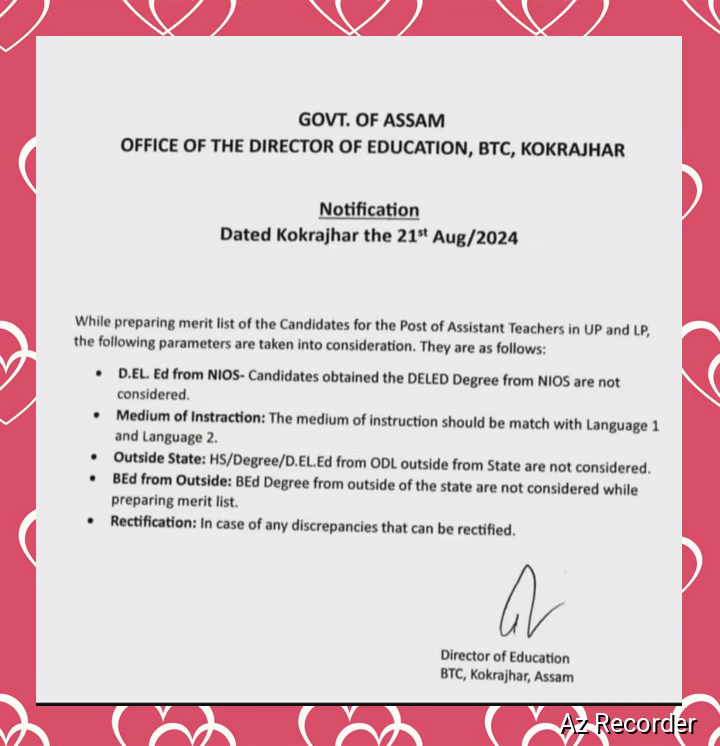 GOVT. OF ASSAM
OFFICE OF THE DIRECTOR OF EDUCATION, BTC, KOKRAJHAR
Notification
Dated Kokrajhar the 21st Aug/2024
While preparing merit list of the Candidates for the Post of Assistant Teachers in UP and LP,
the following parameters are taken into consideration. They are as follows:
• D.EL. Ed from NIOS- Candidates obtained the DELED Degree from NIOS are not
considered.
• Medium of Instraction: The medium of instruction should be match with Language 1
and Language 2.
• Outside State: HS/Degree/D.EL.Ed from ODL outside from State are not considered.
• BEd from Outside: BEd Degree from outside of the state are not considered while
preparing merit list.
• Rectification: In case of any discrepancies that can be rectified.
Director of Education
BTC, Kokrajhar, Assam
Az Recorder